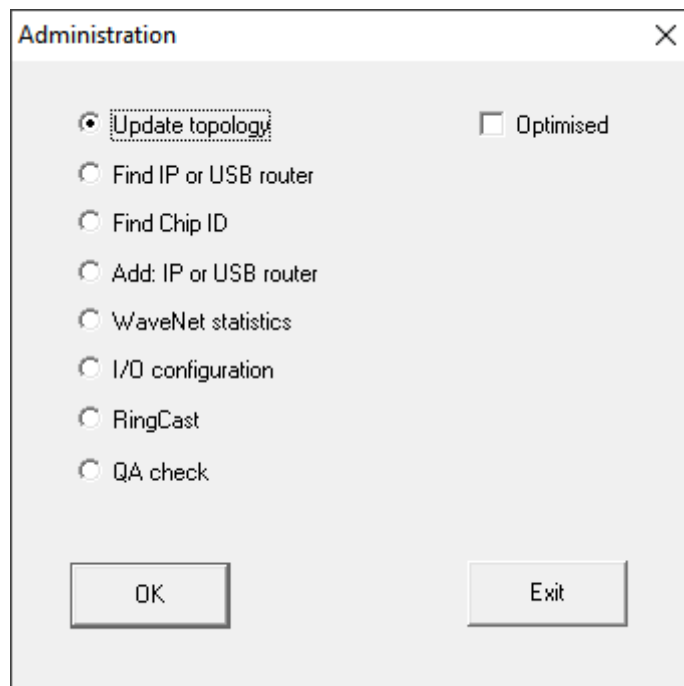 Administration
Update topology
Optimised
Find IP or USB router
Find Chip ID
Add: IP or USB router
WaveNet statistics
I/O configuration
RingCast
QA check
OK
Exit